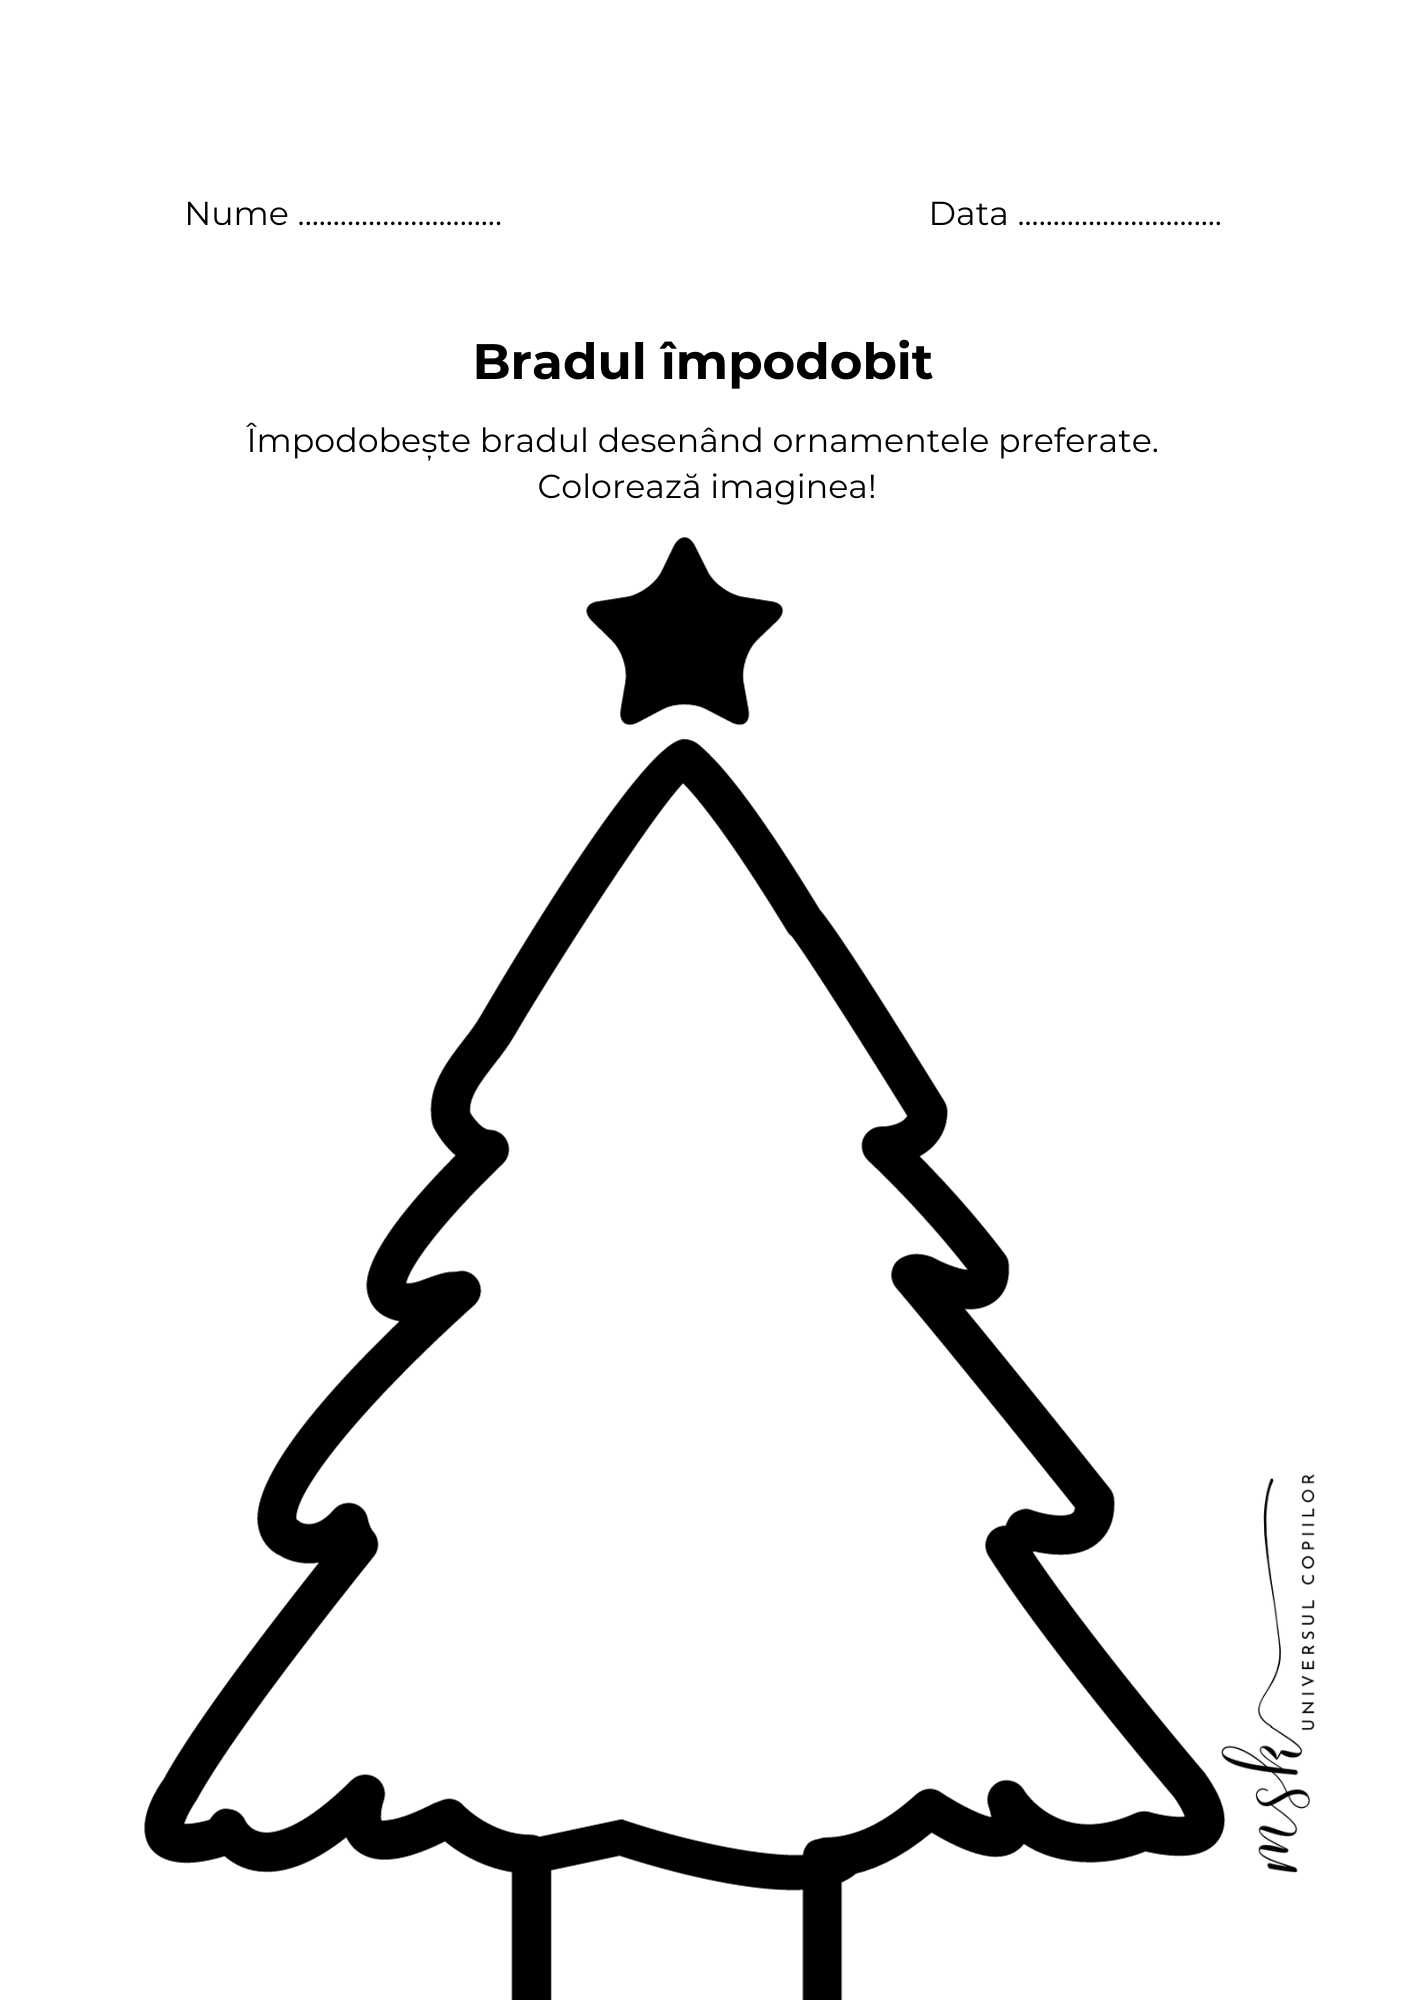 Nume .............................
Data .............................
Bradul împodobit
Împodobește bradul desenând ornamentele preferate.
Colorează imaginea!
msk
UNIVERSUL COPIILOR